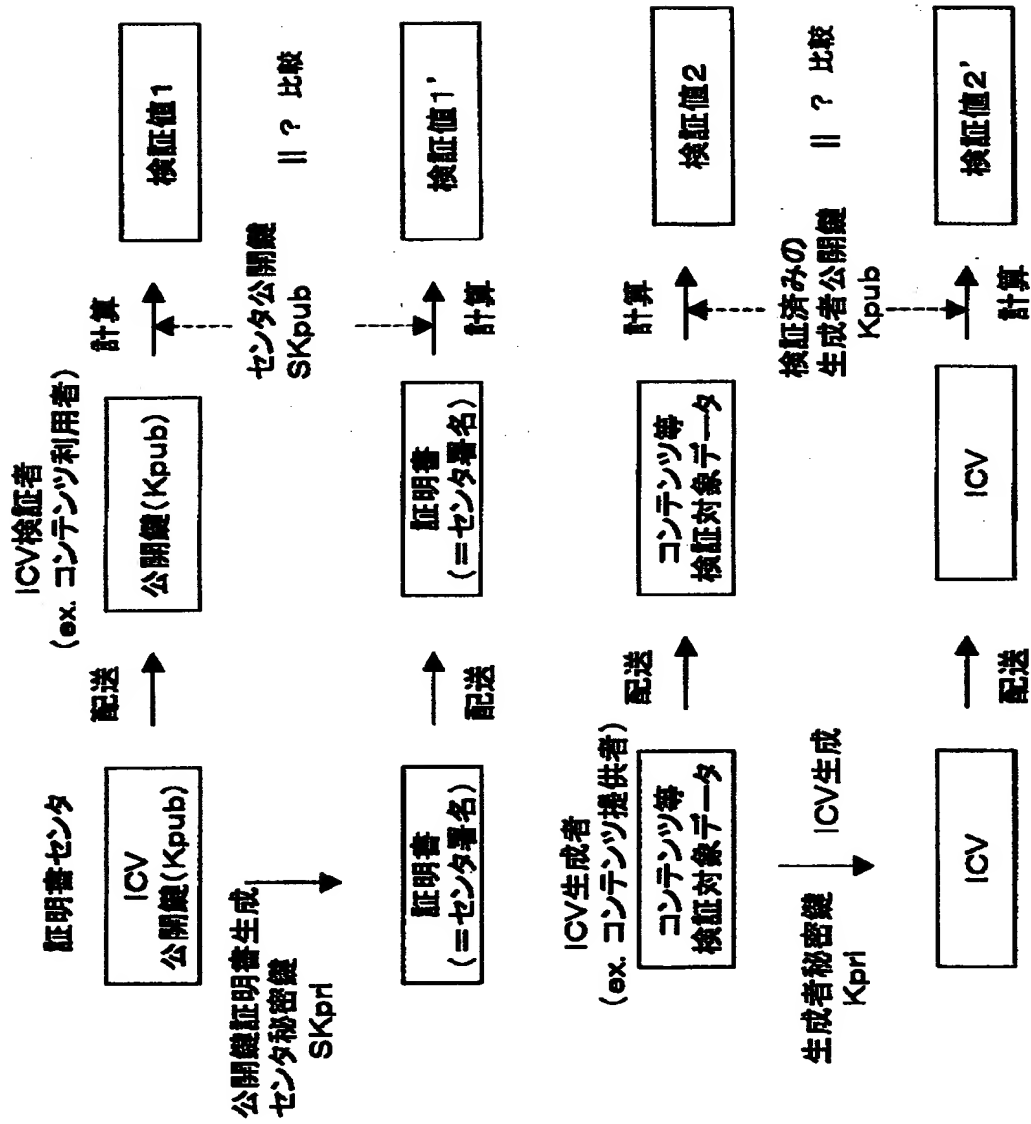 ICV検証者
(ex. コンテンツ利用者)
証明書センタ
ICV
公開鍵(Kpub)
配送
公開鍵(Kpub)
計算
検証値1
公開鍵証明書生成
センタ秘密鍵
SKpri
センタ公開鍵
SKpub
|| ? 比較
証明書
(=センタ署名)
配送
証明書
(=センタ署名)
計算
検証値1'
ICV生成者
(ex. コンテンツ提供者)
コンテンツ等
検証対象データ
配送
コンテンツ等
検証対象データ
計算
検証値2
生成者秘密鍵
Kpri
ICV生成
検証済みの
生成者公開鍵
Kpub
|| ? 比較
ICV
配送
ICV
計算
検証値2'